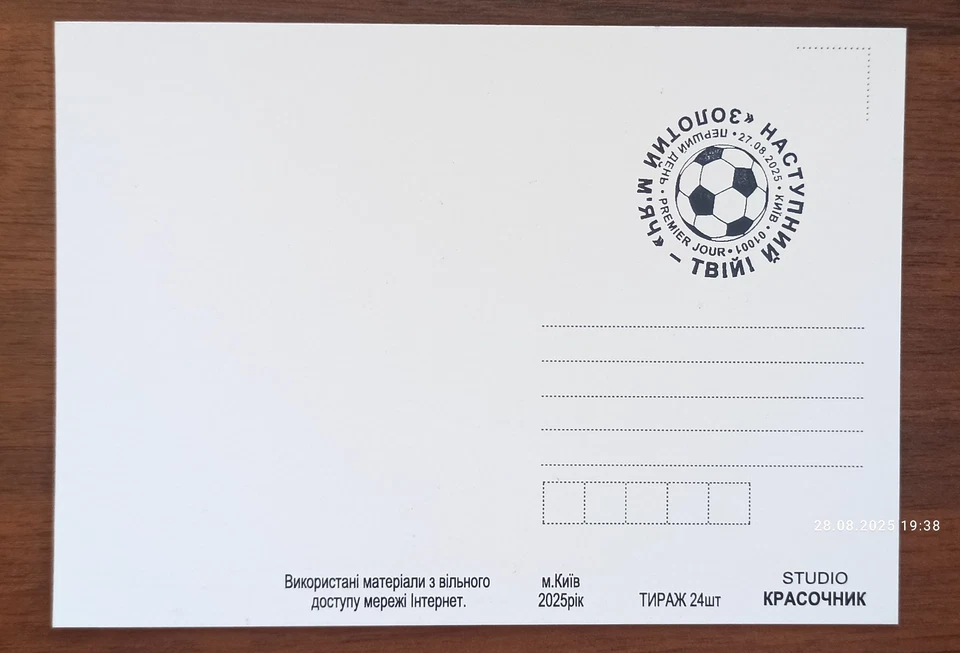 НАСТУПНИЙ «ЗОЛОТИЙ М'ЯЧ» – ТВІЙ!
27.08.2025 • КИЇВ • 01001 • PREMIER JOUR • ПЕРШИЙ ДЕНЬ •
28.08.2025 19:38
Використані матеріали з вільного
доступу мережі Інтернет.
м.Київ
2025рік
ТИРАЖ 24шт
STUDIO
КРАСОЧНИК